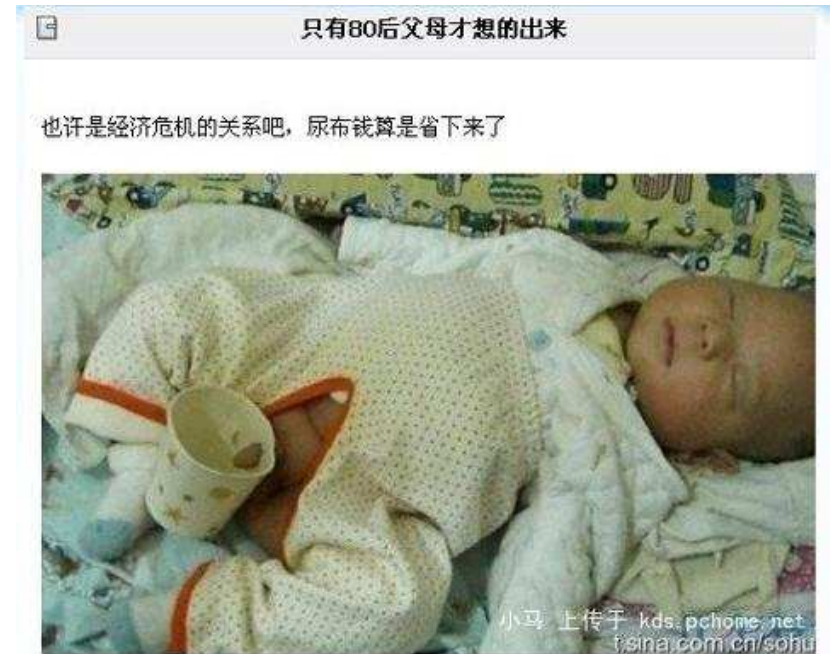 只有80后父母才想的出来
也许是经济危机的关系吧，尿布钱算是省下来了
小马 上传于 kds.pchome.net
t.sina.com.cn/sohu